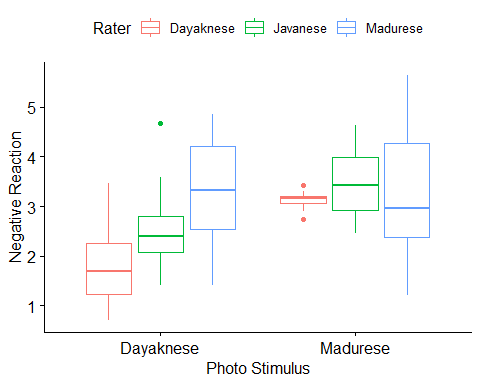 Rater Dayaknese Javanese Madurese
Negative Reaction
5
4
3
2
1
Dayaknese Madurese
Photo Stimulus